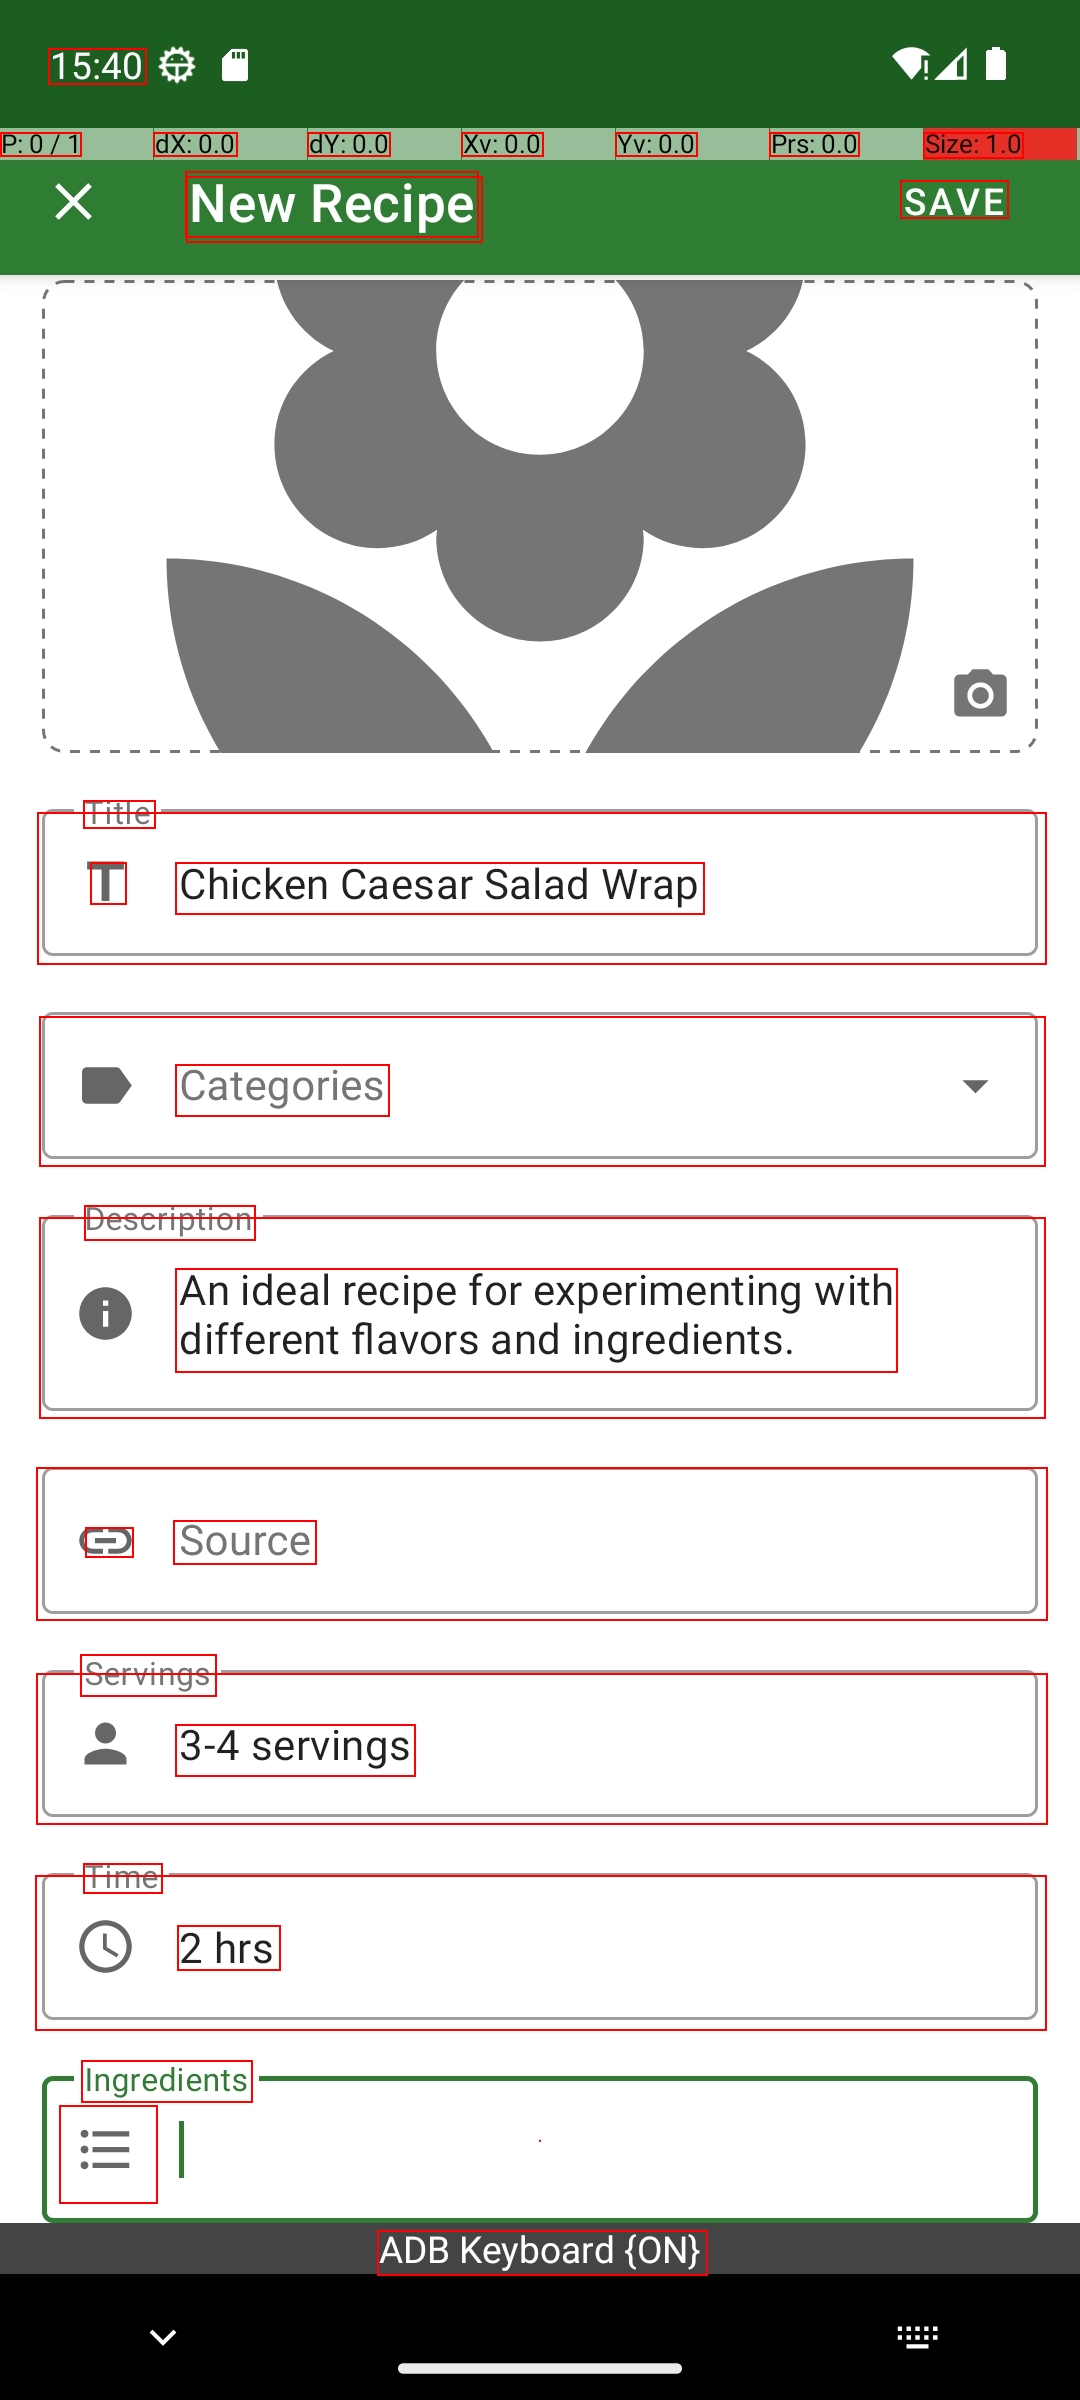 15:40
P: 0 / 1 dX: 0.0 dY: 0.0 Xv: 0.0 Yv: 0.0 Prs: 0.0 Size: 1.0
New Recipe SAVE
Title
Chicken Caesar Salad Wrap
Categories
Description
An ideal recipe for experimenting with
different flavors and ingredients.
Source
Servings
3-4 servings
Time
2 hrs
Ingredients
ADB Keyboard {ON}